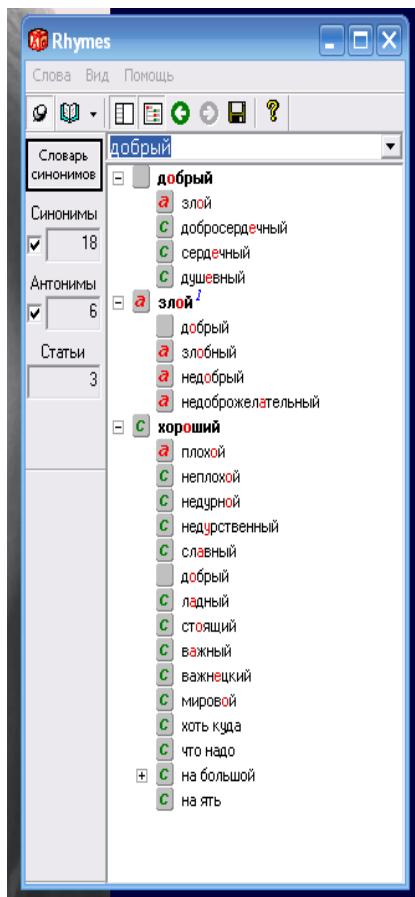 Rhymes
Слова Вид Помощь
Словарь
синонимов
Синонимы
18
Антонимы
6
Статьи
3
добрый
добрый
a злой
с добросердечный
с сердечный
с душевный
a злой 1
добрый
a злобный
a недобрый
a недоброжелательный
с хороший
a плохой
с неплохой
с недурной
с недурственный
с славный
добрый
с ладный
с стоящий
с важный
с важнецкий
с мировой
с хоть куда
с что надо
с на большой
с на ять